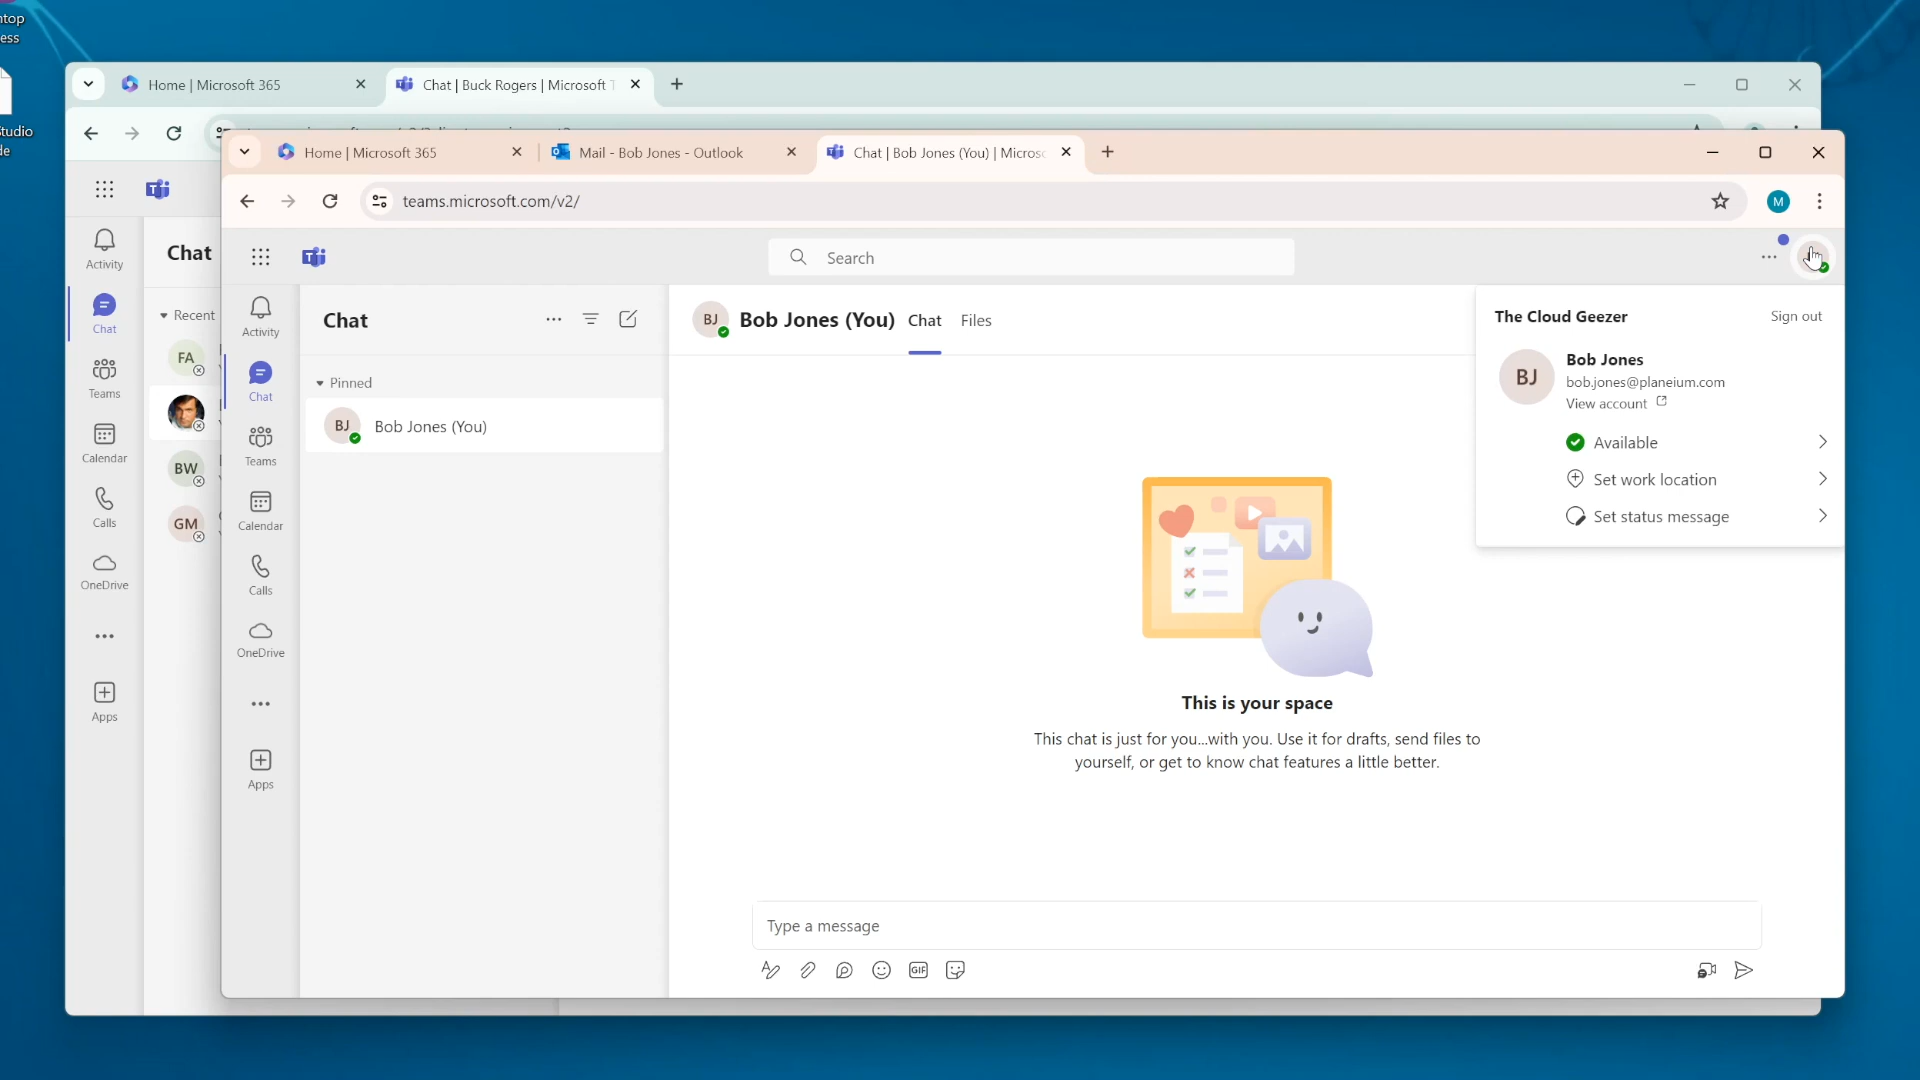 ntop
ess
Studio
de
Home | Microsoft 365
Chat | Buck Rogers | Microsoft T
Activity
Chat
Teams
Calendar
Calls
OneDrive
Apps
Chat
Recent
FA
BW
GM
Home | Microsoft 365
Mail - Bob Jones - Outlook
Chat | Bob Jones (You) | Microso
teams.microsoft.com/v2/
M
Search
Activity
Chat
Teams
Calendar
Calls
OneDrive
Apps
Chat
Pinned
BJ
Bob Jones (You)
BJ
Bob Jones (You)
Chat
Files
The Cloud Geezer
Sign out
BJ
Bob Jones
bob.jones@planeium.com
View account
Available
Set work location
Set status message
This is your space
This chat is just for you...with you. Use it for drafts, send files to
yourself, or get to know chat features a little better.
Type a message
GIF